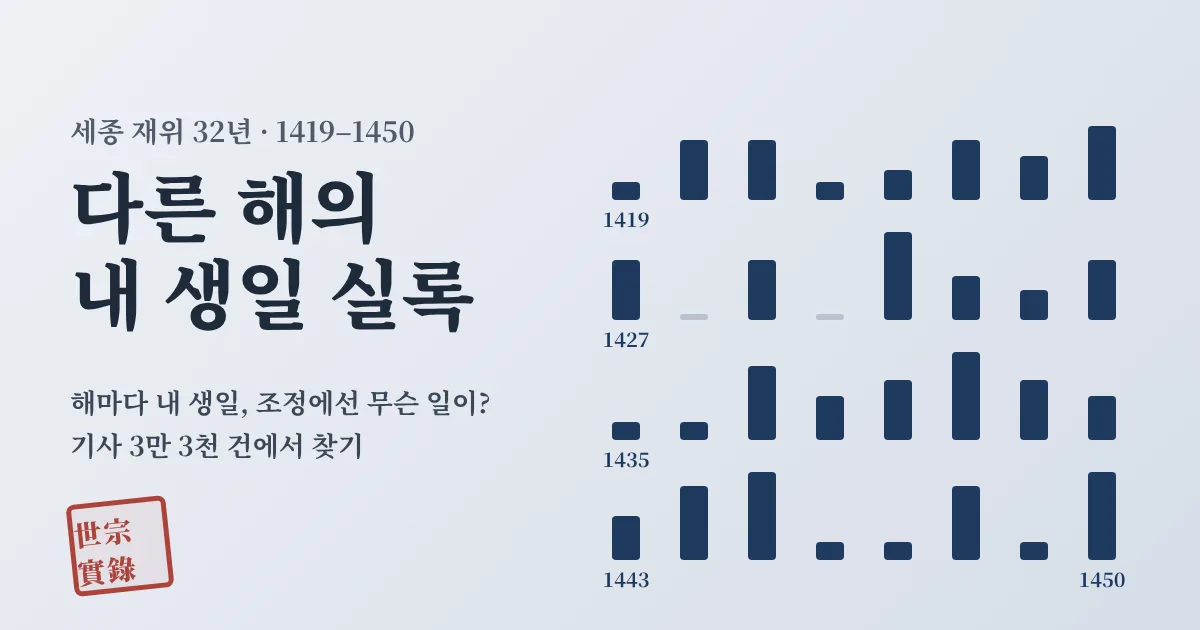 세종 재위 32년 · 1419–1450
다른 해의
내 생일 실록
해마다 내 생일, 조정에선 무슨 일이?
기사 3만 3천 건에서 찾기
世宗
實錄
1419
1427
1435
1443
1450